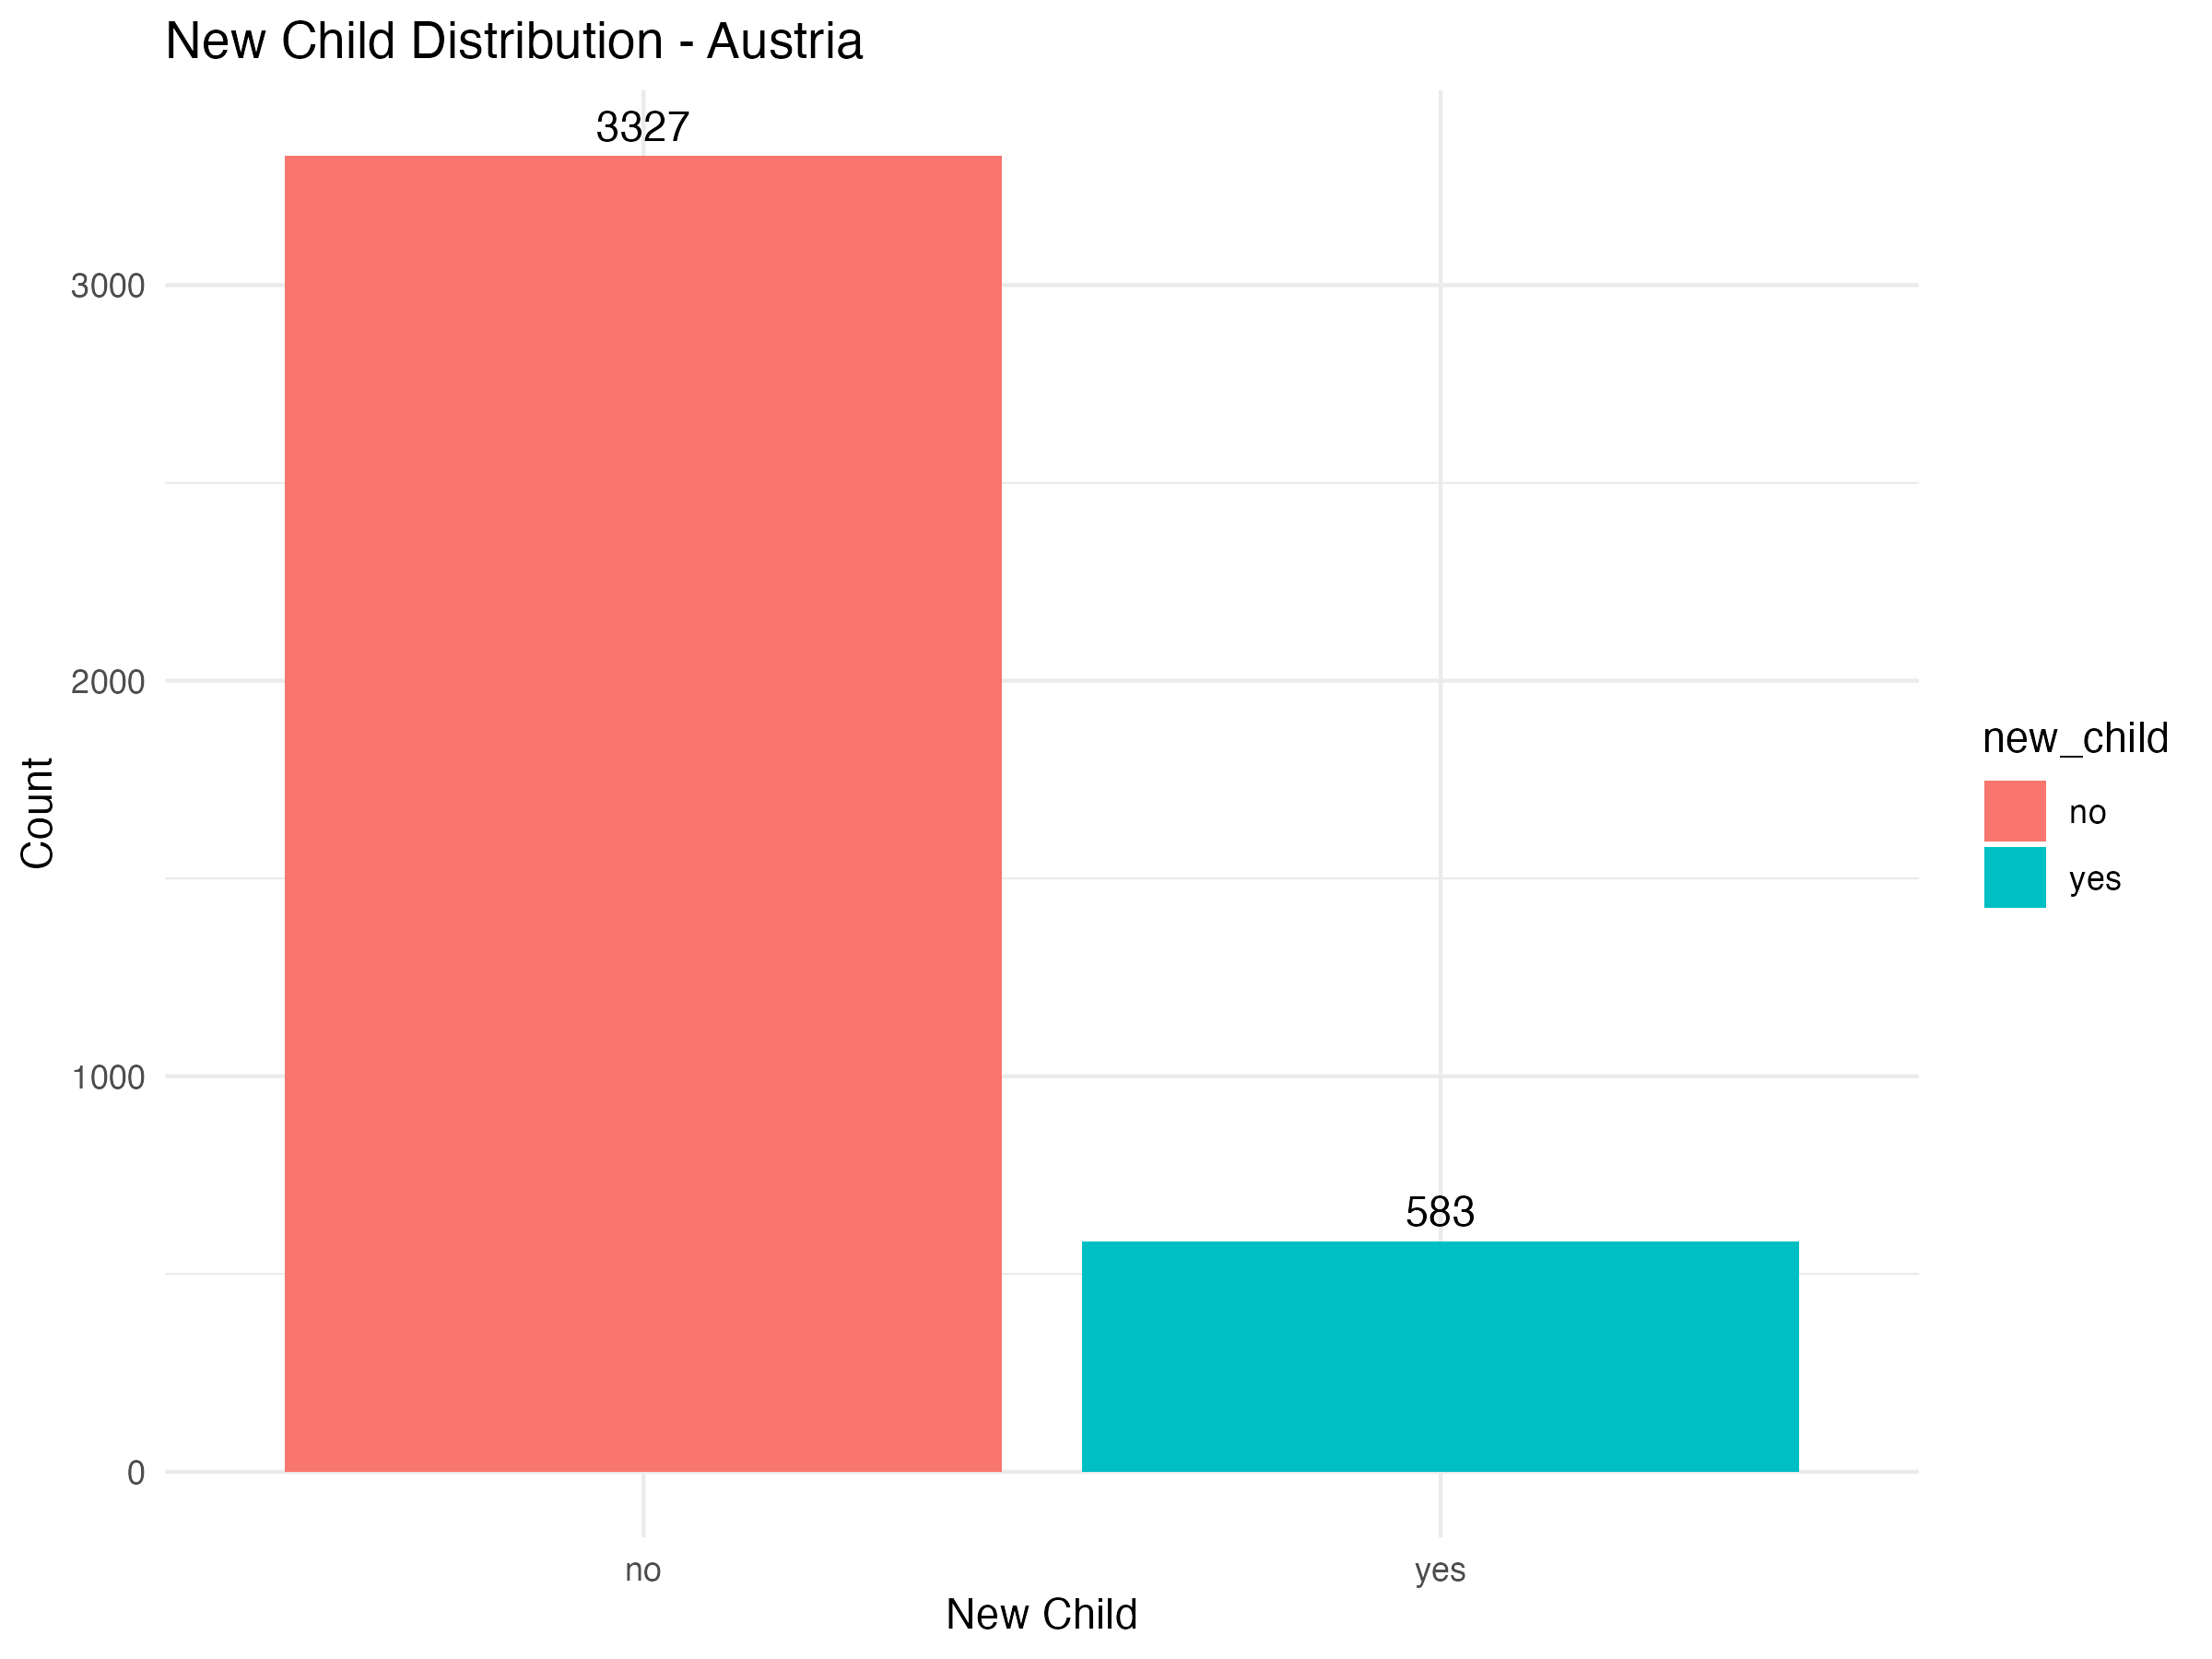 New Child Distribution - Austria
3327
3000
2000
1000
0
583
Count
no
yes
New Child
new_child
no
yes